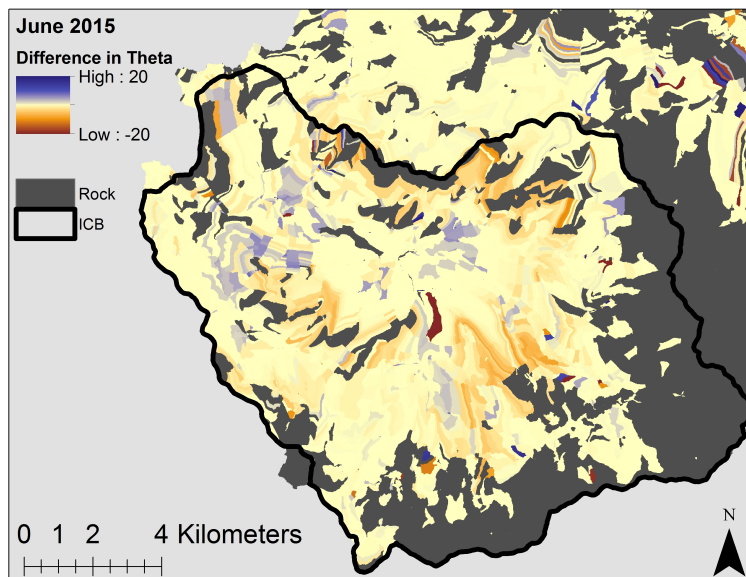 June 2015
Difference in Theta
High : 20
Low : -20
Rock
ICB
0 1 2 4 Kilometers
N